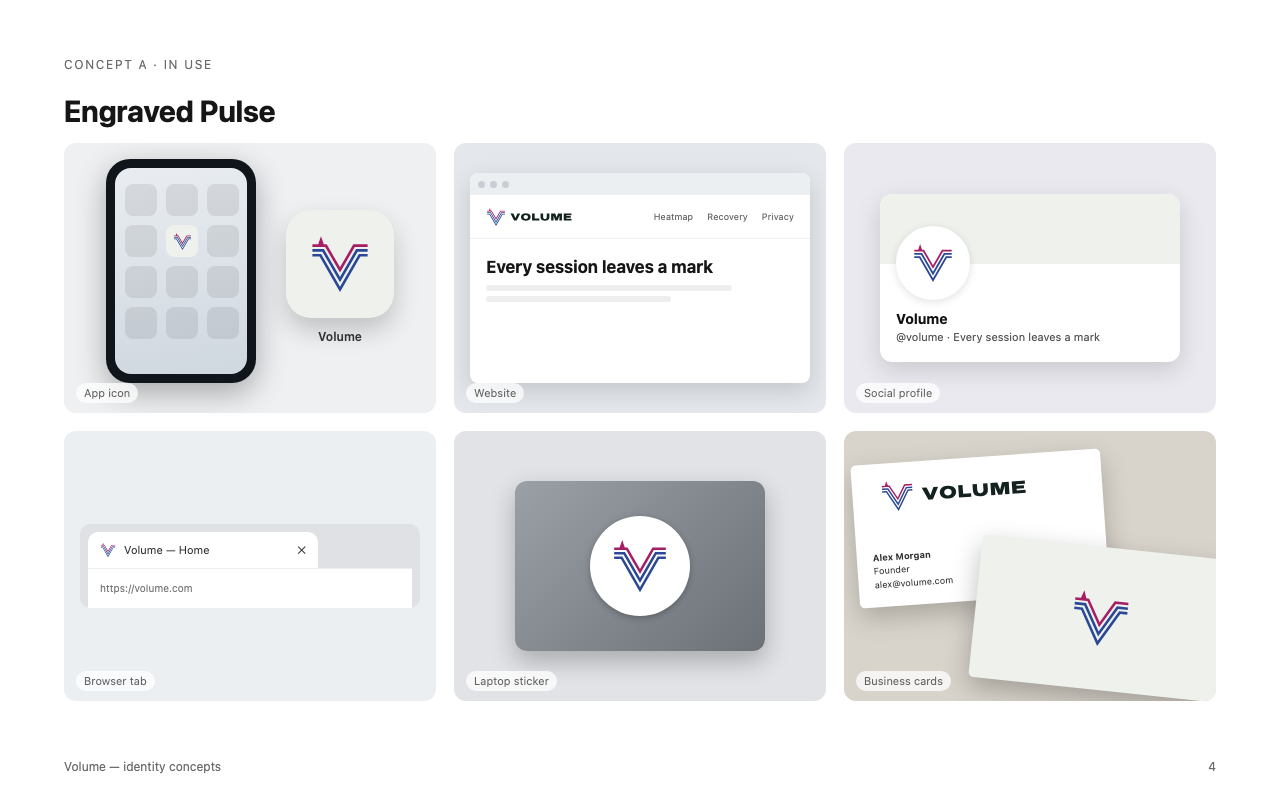 CONCEPT A · IN USE
Engraved Pulse
Volume
App icon
VOLUME
Heatmap Recovery Privacy
Every session leaves a mark
Website
Volume
@volume · Every session leaves a mark
Social profile
Volume — Home
https://volume.com
Browser tab
Laptop sticker
VOLUME
Alex Morgan
Founder
alex@volume.com
Business cards
Volume — identity concepts
4